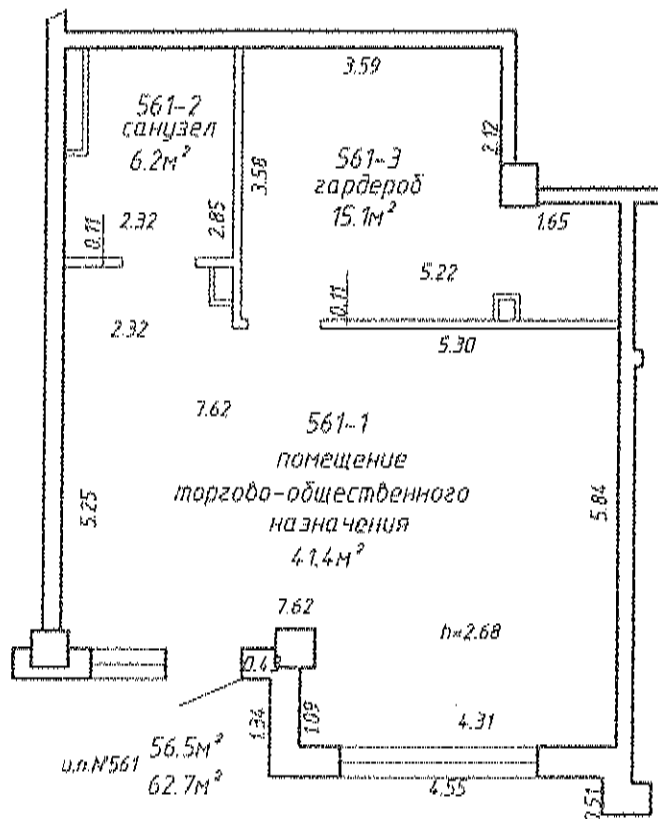 3.59
561-2
санузел
6.2м²
2.12
3.58
561-3
гардероб
15.1м²
2.32
2.85
0.11
1.65
5.22
0.11
2.32
5.30
7.62
561-1
помещение
торгово-общественного
назначения
41.4м²
5.25
5.84
7.62
h=2.68
0.43
1.34
1.09
4.31
и.п.№561
56.5м²
62.7м²
4.55
0.51